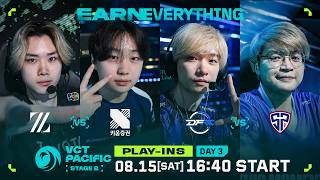 EARN EVERYTHING
VS
VS
키움증권
DF
VCT
PACIFIC
STAGE 2
PLAY-INS
DAY 3
08.15[SAT] 16:40 START